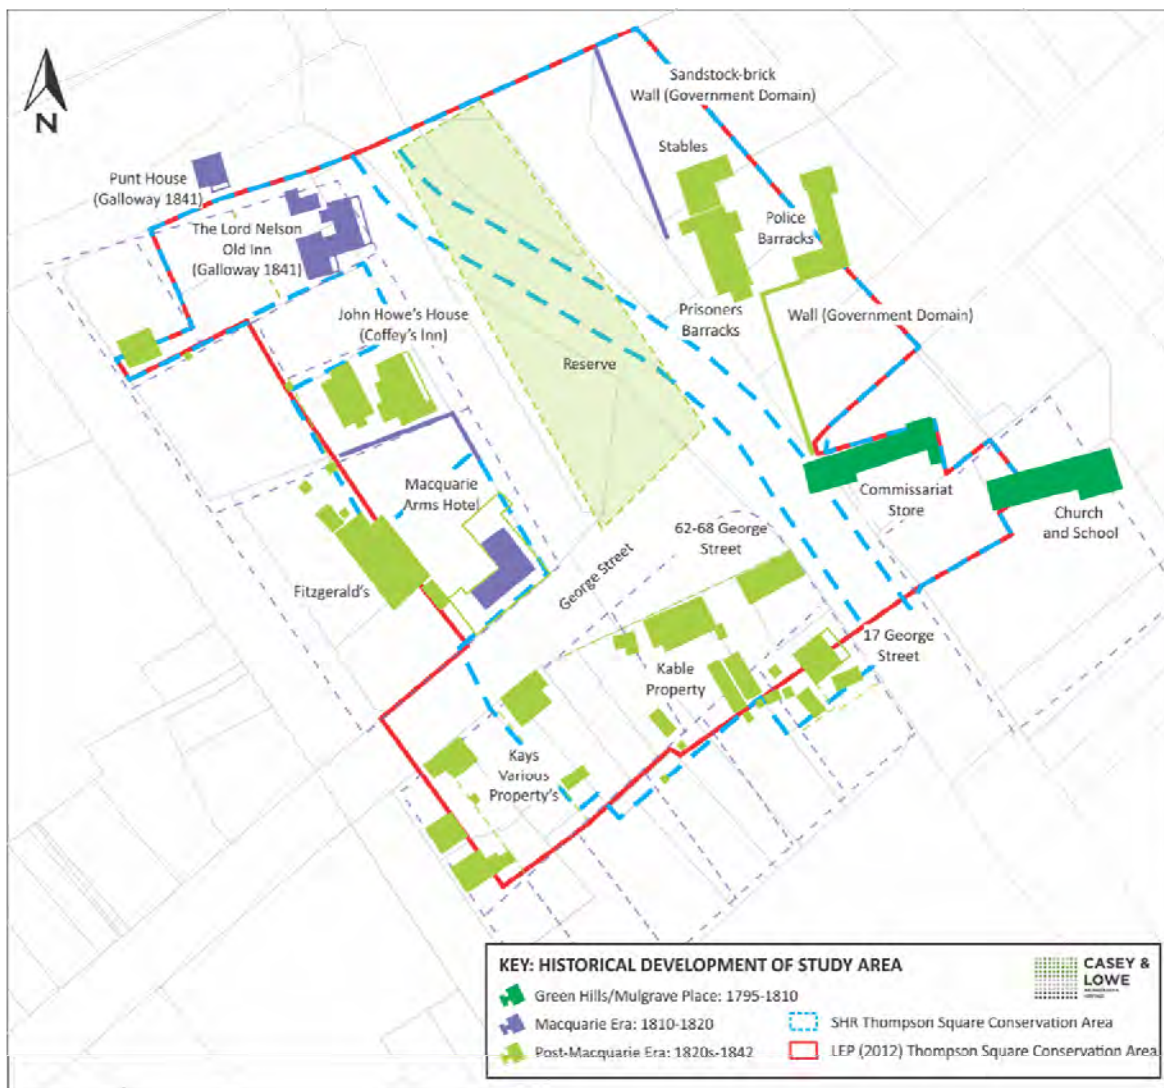 N
Sandstock-brick
Wall (Government Domain)
Stables
Punt House
(Galloway 1841)
The Lord Nelson
Old Inn
(Galloway 1841)
Police
Barracks
Prisoners
Barracks
Wall (Government Domain)
John Howe's House
(Coffey's Inn)
Reserve
Macquarie
Arms Hotel
Commissariat
Store
Church
and School
62-68 George
Street
George Street
Fitzgerald's
17 George
Street
Kable
Property
Kays
Various
Property's
KEY: HISTORICAL DEVELOPMENT OF STUDY AREA
Green Hills/Mulgrave Place: 1795-1810
Macquarie Era: 1810-1820
Post-Macquarie Era: 1820s-1842
SHR Thompson Square Conservation Area
LEP (2012) Thompson Square Conservation Area
CASEY &
LOWE